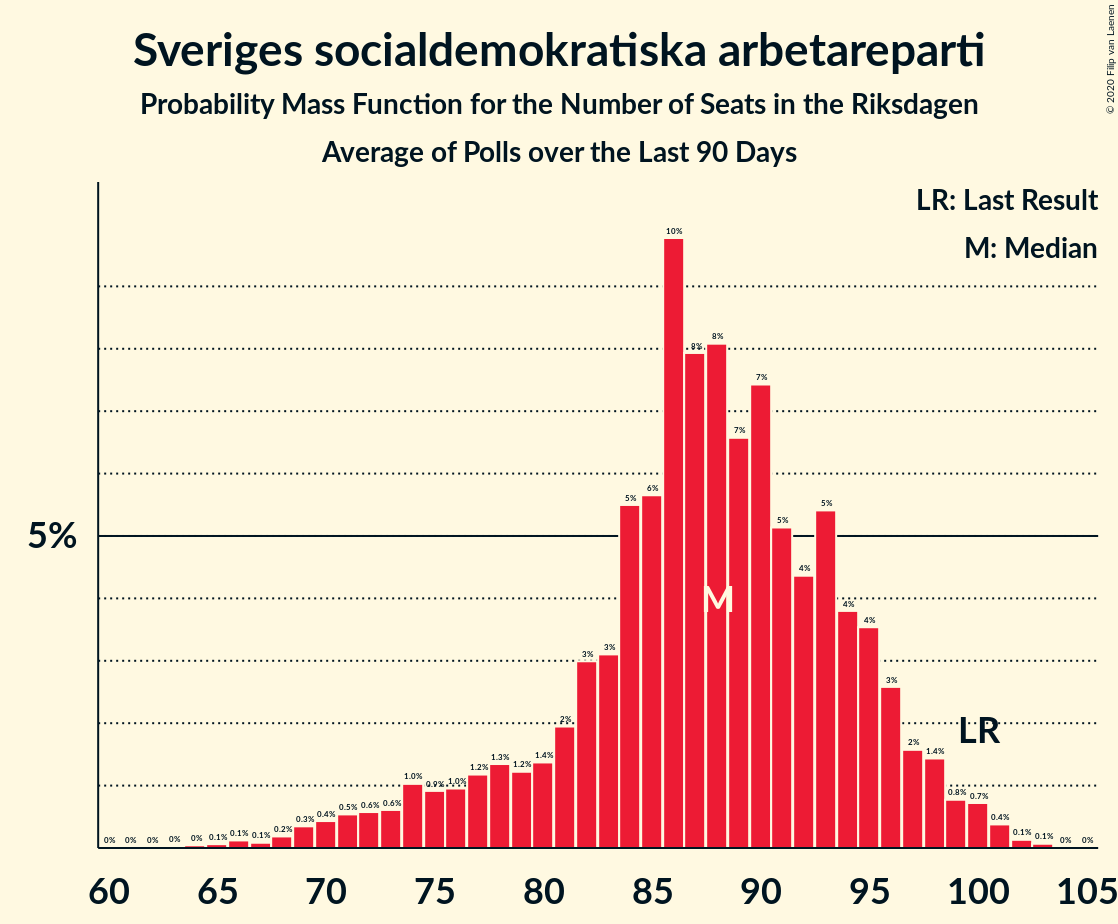 Sveriges socialdemokratiska arbetareparti
Probability Mass Function for the Number of Seats in the Riksdagen
Average of Polls over the Last 90 Days
© 2020 Filip van Laenen
LR: Last Result
M: Median
5%
0% 0% 0% 0% 0% 0.1% 0.1% 0.1% 0.2% 0.3% 0.4% 0.5% 0.6% 0.6% 1.0% 0.9% 1.0% 1.2% 1.3% 1.2% 1.4% 2% 3% 3% 5% 6% 10% 8% 8% 7% 7% 5% 4% 5% 4% 4% 3% 2% 1.4% 0.8% 0.7% 0.4% 0.1% 0.1% 0% 0%
M
LR
60 65 70 75 80 85 90 95 100 105